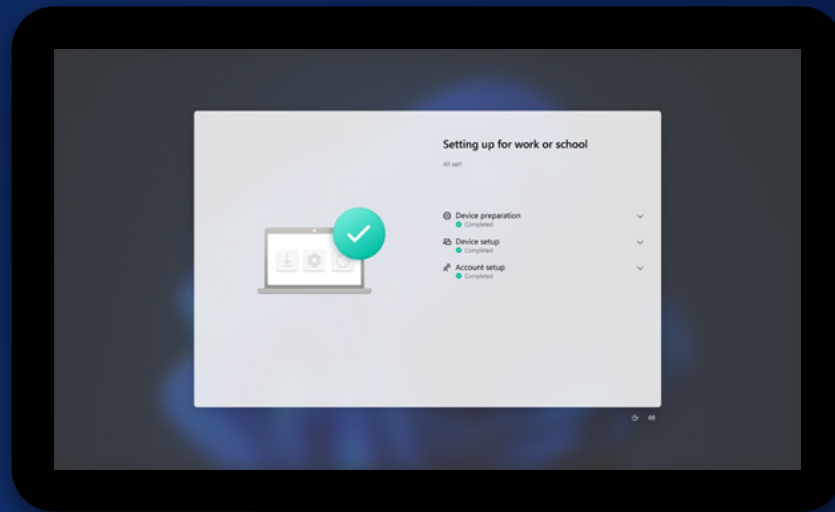 Setting up for work or school
All set!
Device preparation
Completed
Device setup
Completed
Account setup
Completed